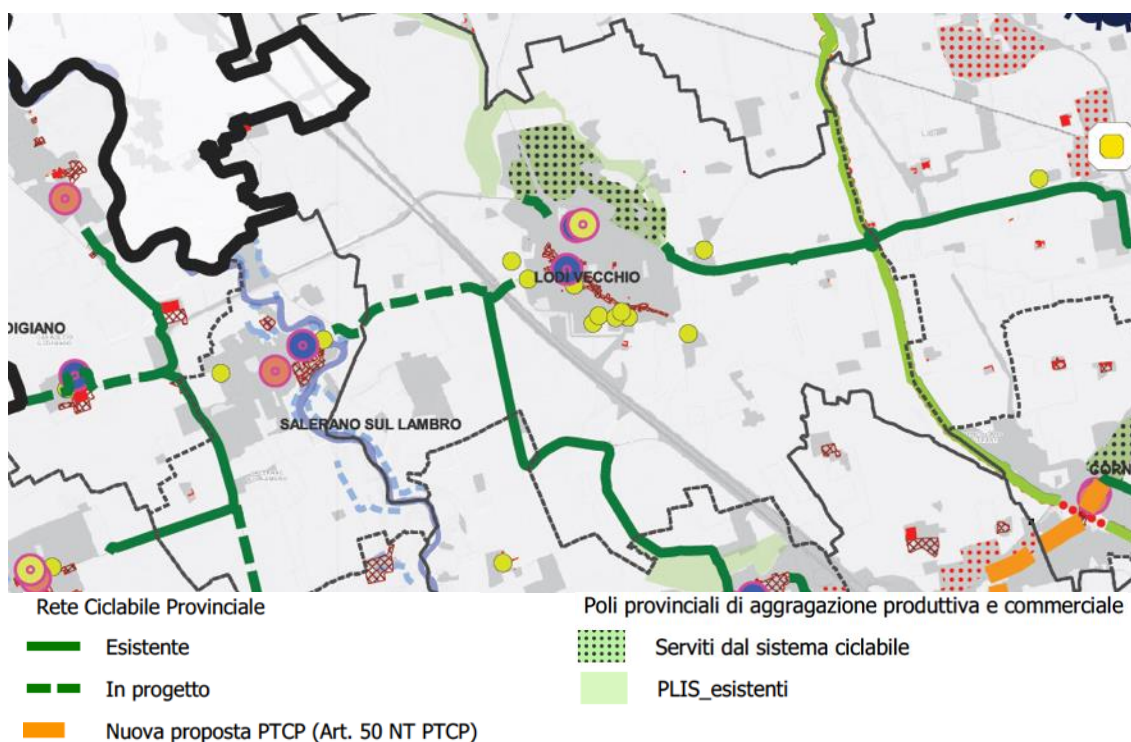 LODI VECCHIO
DIGIANO
SALERANO SUL LAMBRO
CORN
Rete Ciclabile Provinciale
Esistente
In progetto
Nuova proposta PTCP (Art. 50 NT PTCP)
Poli provinciali di aggragazione produttiva e commerciale
Serviti dal sistema ciclabile
PLIS_esistenti